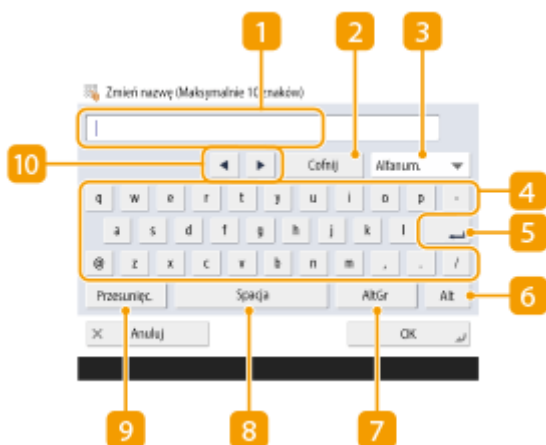 1 2 3
Zmień nazwę (Maksymalnie 10 znaków)
10 Cofnij Alfanum.
q w e r t y u i o p - 4
a s d f g h j k l 5
@ z x c v b n m , . /
Przesunięc. Spacja AltGr Alt 6
× Anuluj OK
9 8 7